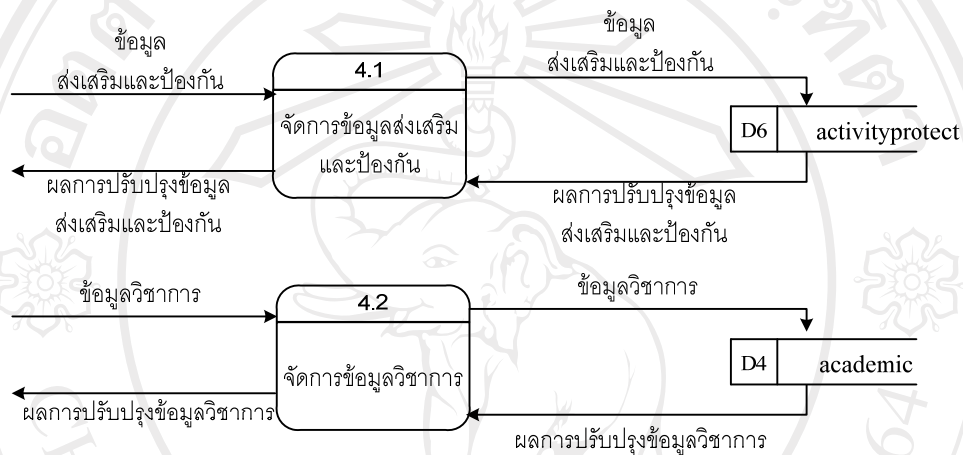 ข้อมูล
ส่งเสริมและป้องกัน
4.1
จัดการข้อมูลส่งเสริม
และป้องกัน
ข้อมูล
ส่งเสริมและป้องกัน
D6 activityprotect
ผลการปรับปรุงข้อมูล
ส่งเสริมและป้องกัน
ผลการปรับปรุงข้อมูล
ส่งเสริมและป้องกัน
ข้อมูลวิชาการ
4.2
จัดการข้อมูลวิชาการ
ข้อมูลวิชาการ
D4 academic
ผลการปรับปรุงข้อมูลวิชาการ
ผลการปรับปรุงข้อมูลวิชาการ